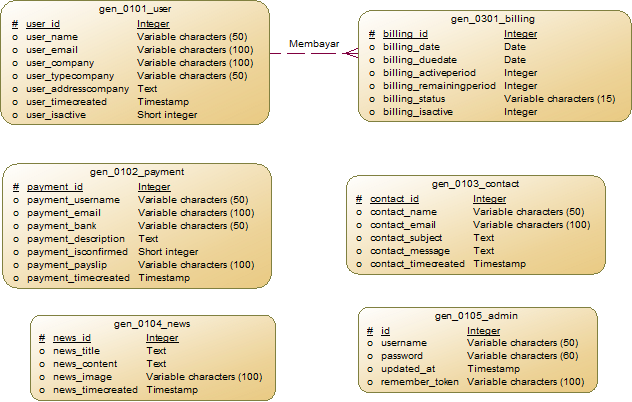 gen_0101_user
# user_id Integer
o user_name Variable characters (50)
o user_email Variable characters (100)
o user_company Variable characters (100)
o user_typecompany Variable characters (50)
o user_addresscompany Text
o user_timecreated Timestamp
o user_isactive Short integer
Membayar
gen_0301_billing
# billing_id Integer
o billing_date Date
o billing_duedate Date
o billing_activeperiod Integer
o billing_remainingperiod Integer
o billing_status Variable characters (15)
o billing_isactive Integer
gen_0102_payment
# payment_id Integer
o payment_username Variable characters (50)
o payment_email Variable characters (100)
o payment_bank Variable characters (50)
o payment_description Text
o payment_isconfirmed Short integer
o payment_payslip Variable characters (100)
o payment_timecreated Timestamp
gen_0103_contact
# contact_id Integer
o contact_name Variable characters (50)
o contact_email Variable characters (100)
o contact_subject Text
o contact_message Text
o contact_timecreated Timestamp
gen_0104_news
# news_id Integer
o news_title Text
o news_content Text
o news_image Variable characters (100)
o news_timecreated Timestamp
gen_0105_admin
# id Integer
o username Variable characters (50)
o password Variable characters (60)
o updated_at Timestamp
o remember_token Variable characters (100)